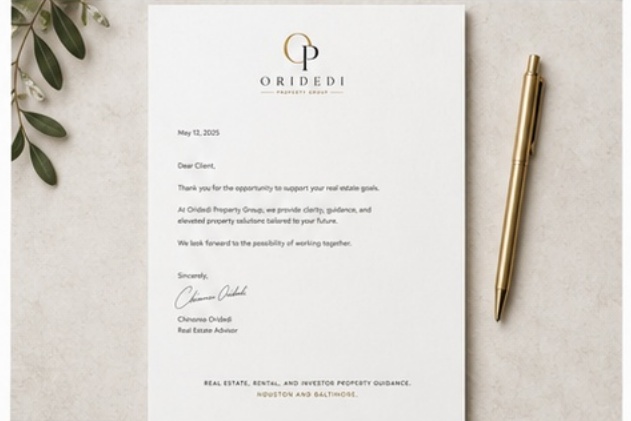 OP
ORIDEDI
PROPERTY GROUP
May 12, 2025
Dear Client,
Thank you for the opportunity to support your real estate goals.
At Oridedi Property Group, we provide clarity, guidance, and
elevated property solutions tailored to your future.
We look forward to the possibility of working together.
Sincerely,
Chinonso Oridedi
Real Estate Advisor
REAL ESTATE, RENTAL, AND INVESTOR PROPERTY GUIDANCE.
HOUSTON AND BALTIMORE.